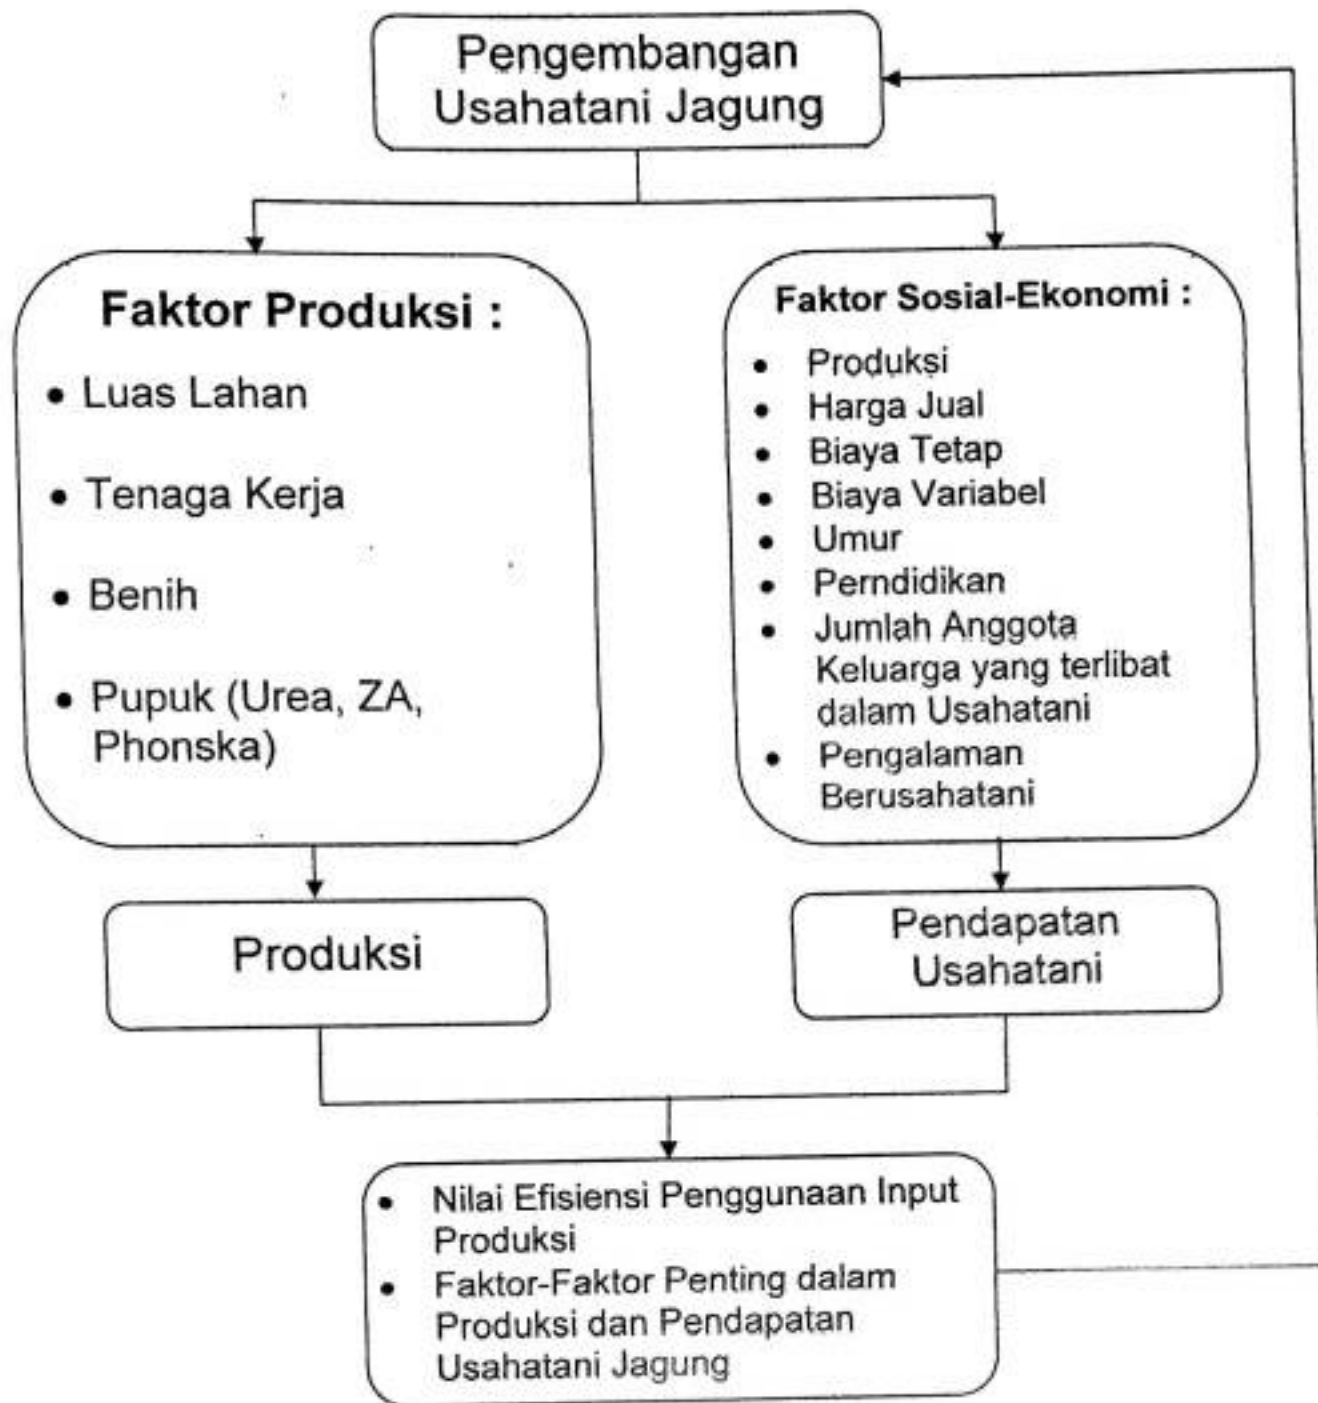 Pengembangan
Usahatani Jagung
Faktor Produksi :
• Luas Lahan
• Tenaga Kerja
• Benih
• Pupuk (Urea, ZA,
Phonska)
Faktor Sosial-Ekonomi :
• Produksi
• Harga Jual
• Biaya Tetap
• Biaya Variabel
• Umur
• Perndidikan
• Jumlah Anggota
Keluarga yang terlibat
dalam Usahatani
• Pengalaman
Berusahatani
Produksi
Pendapatan
Usahatani
• Nilai Efisiensi Penggunaan Input
Produksi
• Faktor-Faktor Penting dalam
Produksi dan Pendapatan
Usahatani Jagung